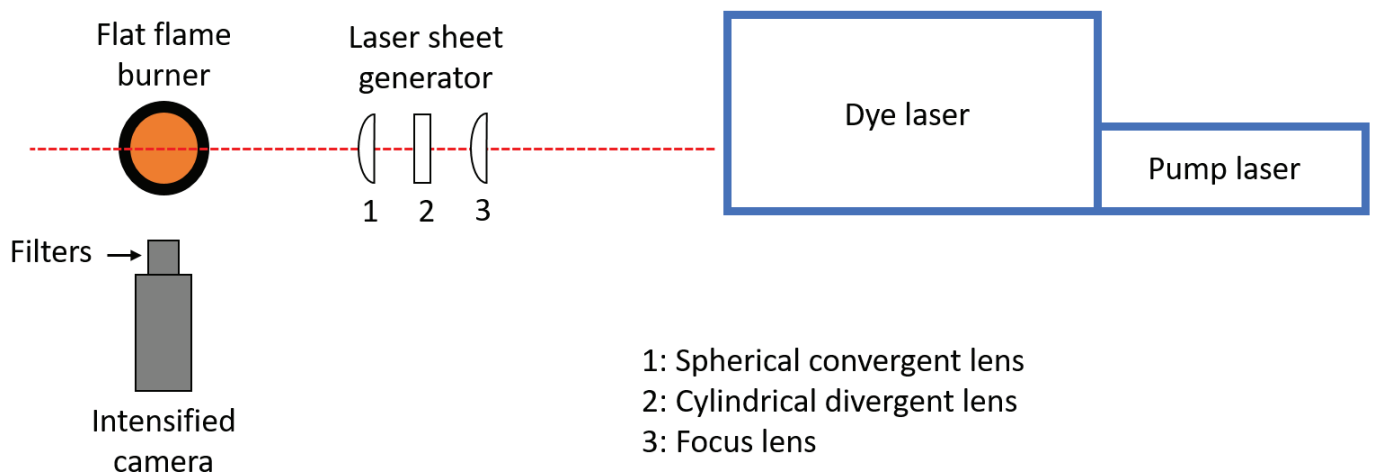 Flat flame
burner
Laser sheet
generator
Dye laser
Pump laser
1 2 3
Filters
Intensified
camera
1: Spherical convergent lens
2: Cylindrical divergent lens
3: Focus lens